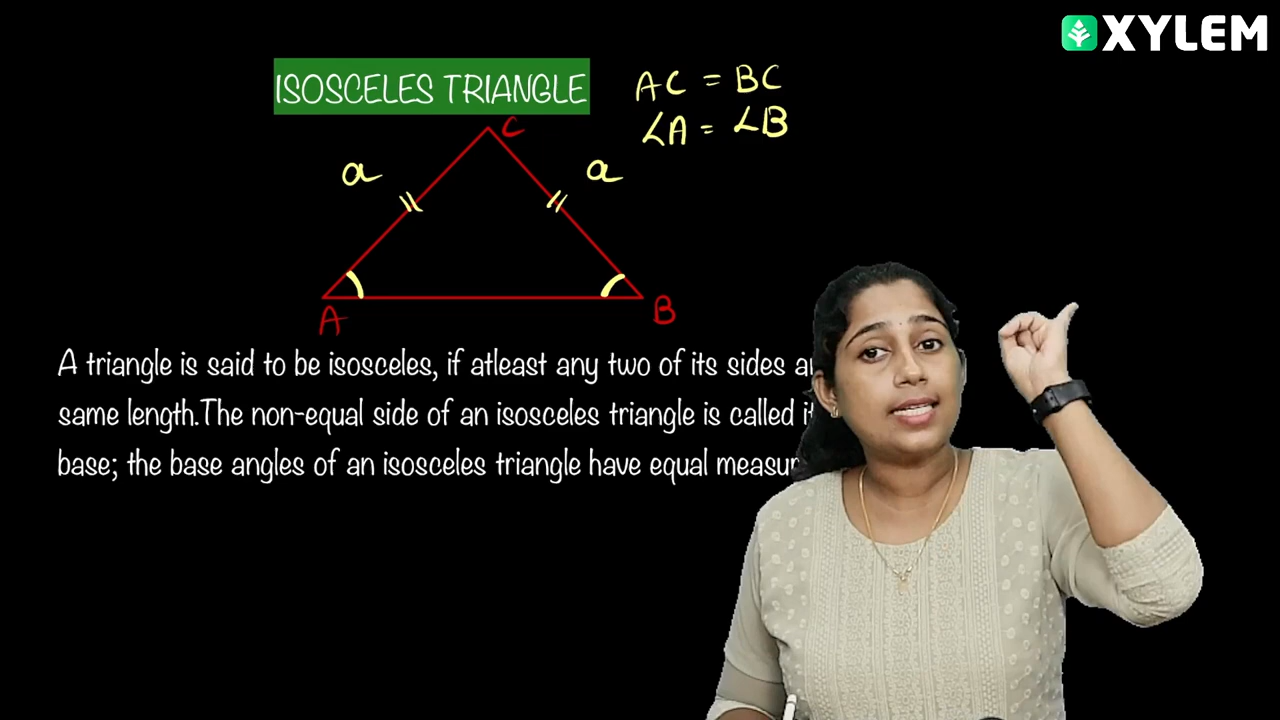 XYLEM
ISOSCELES TRIANGLE
AC = BC
∠A = ∠B
C
a
a
A
B
A triangle is said to be isosceles, if atleast any two of its sides
same length.The non-equal side of an isosceles triangle is called
base; the base angles of an isosceles triangle have equal